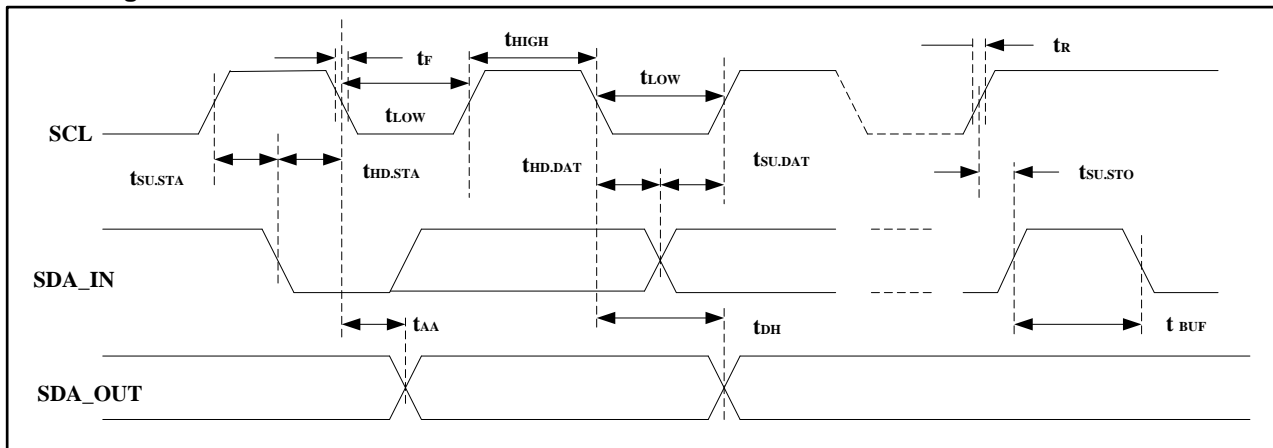 tHIGH
tF
tR
tLOW
tLOW
SCL
tSU.STA
tHD.STA
tHD.DAT
tSU.DAT
tSU.STO
SDA_IN
tAA
tDH
t BUF
SDA_OUT